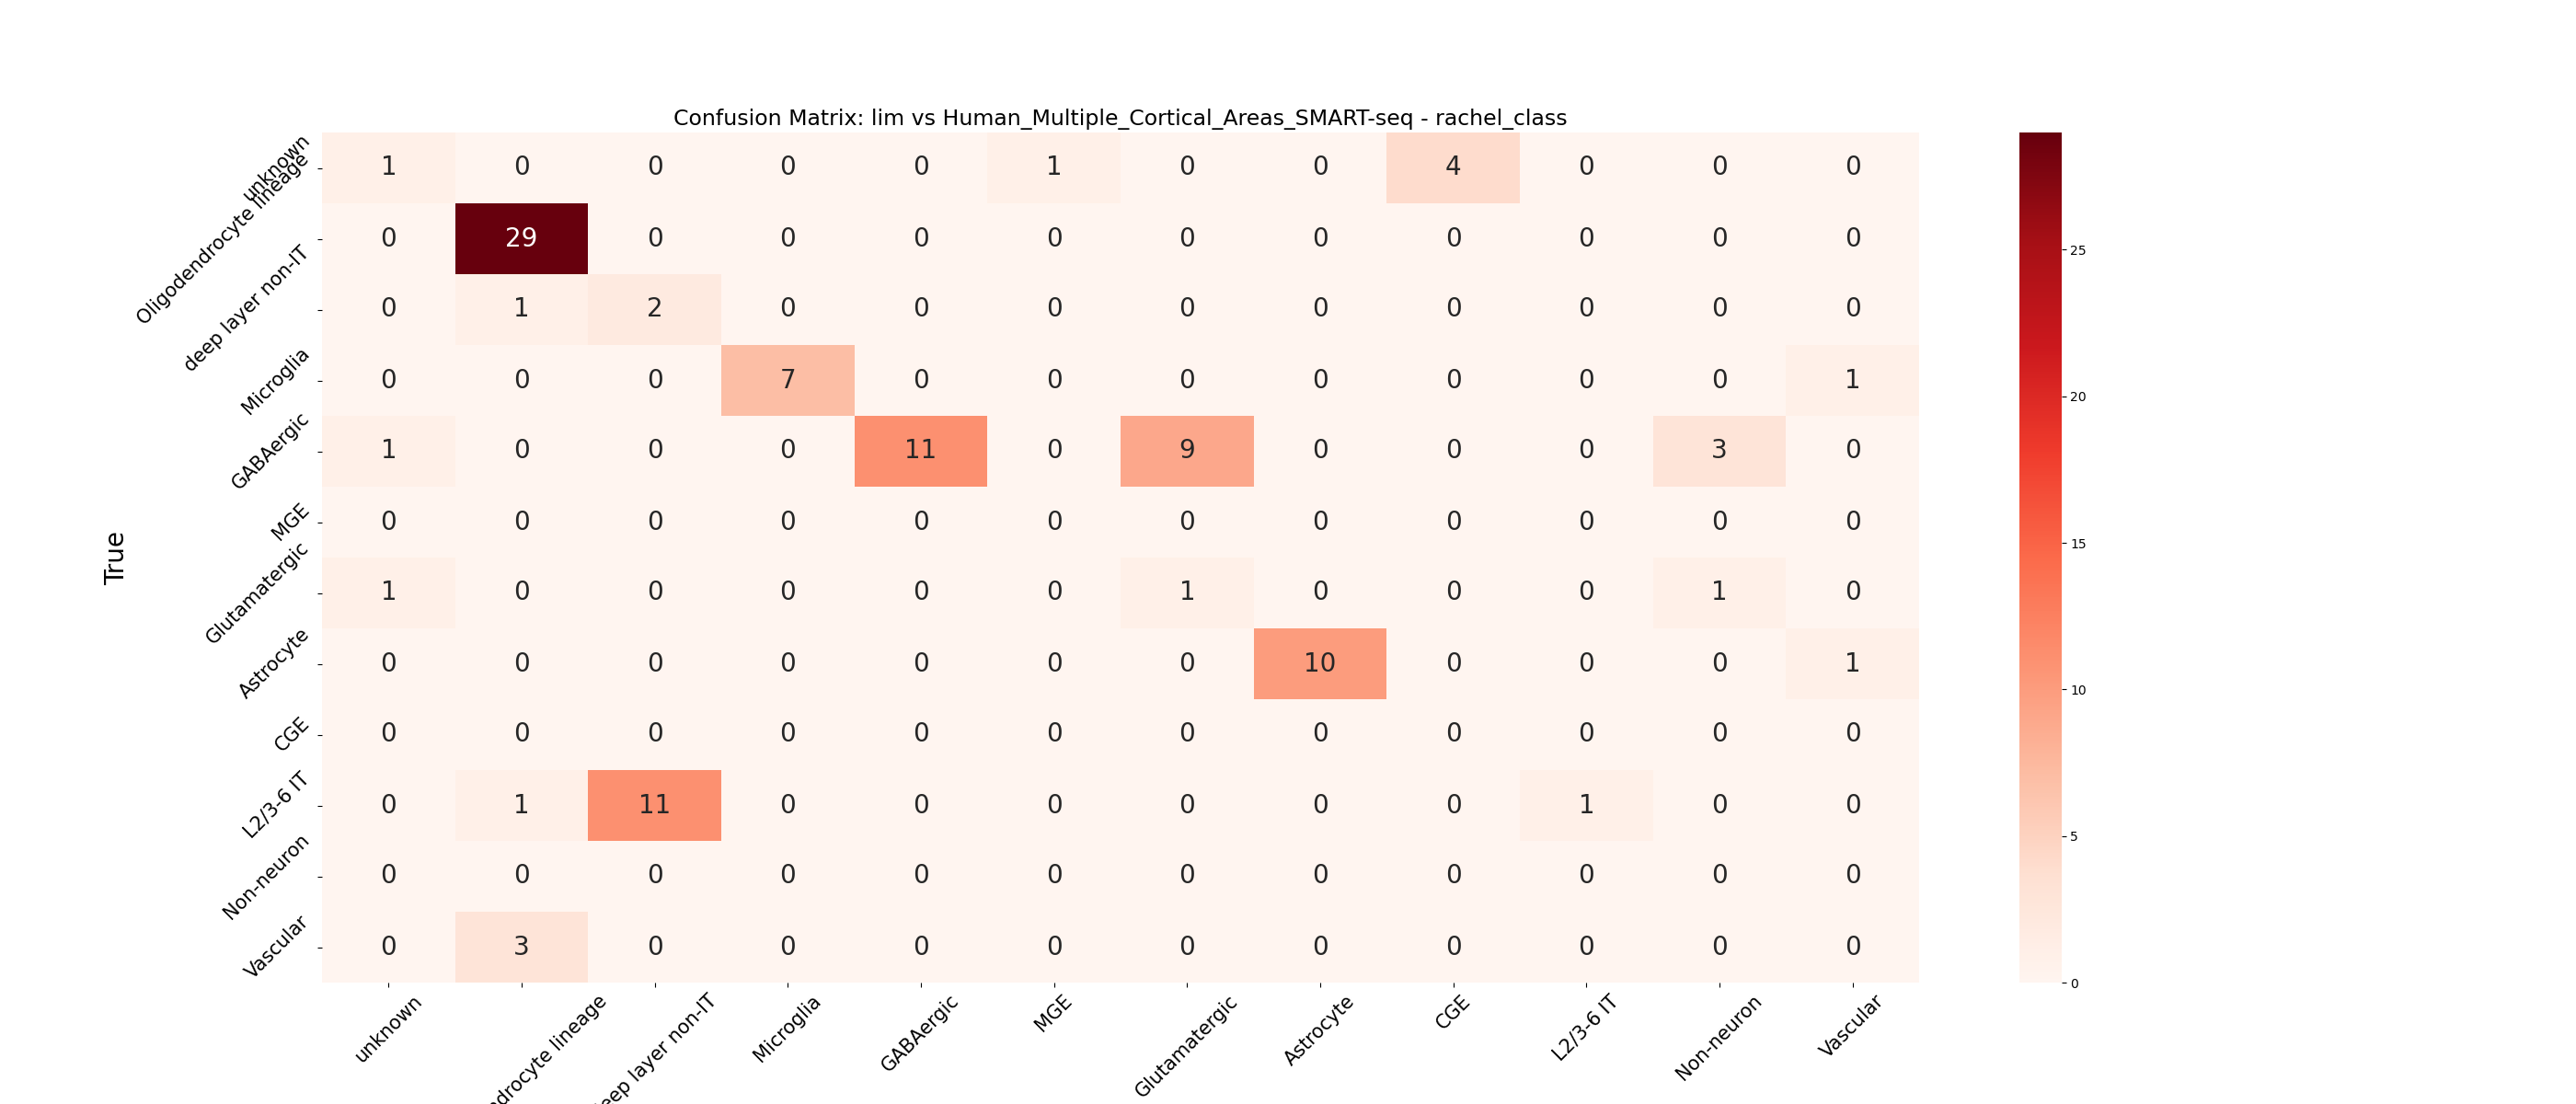 Confusion Matrix: lim vs Human_Multiple_Cortical_Areas_SMART-seq - rachel_class
unknown 1 0 0 0 0 1 0 0 4 0 0 0
Oligodendrocyte lineage 0 29 0 0 0 0 0 0 0 0 0 0
deep layer non-IT 0 1 2 0 0 0 0 0 0 0 0 0
Microglia 0 0 0 7 0 0 0 0 0 0 0 1
GABAergic 1 0 0 0 11 0 9 0 0 0 3 0
MGE 0 0 0 0 0 0 0 0 0 0 0 0
Glutamatergic 1 0 0 0 0 0 1 0 0 0 1 0
Astrocyte 0 0 0 0 0 0 0 10 0 0 0 1
CGE 0 0 0 0 0 0 0 0 0 0 0 0
L2/3-6 IT 0 1 11 0 0 0 0 0 0 1 0 0
Non-neuron 0 0 0 0 0 0 0 0 0 0 0 0
Vascular 0 3 0 0 0 0 0 0 0 0 0 0
True
unknown ndrocyte lineage eep layer non-IT Microglia GABAergic MGE Glutamatergic Astrocyte CGE L2/3-6 IT Non-neuron Vascular
25
20
15
10
5
0